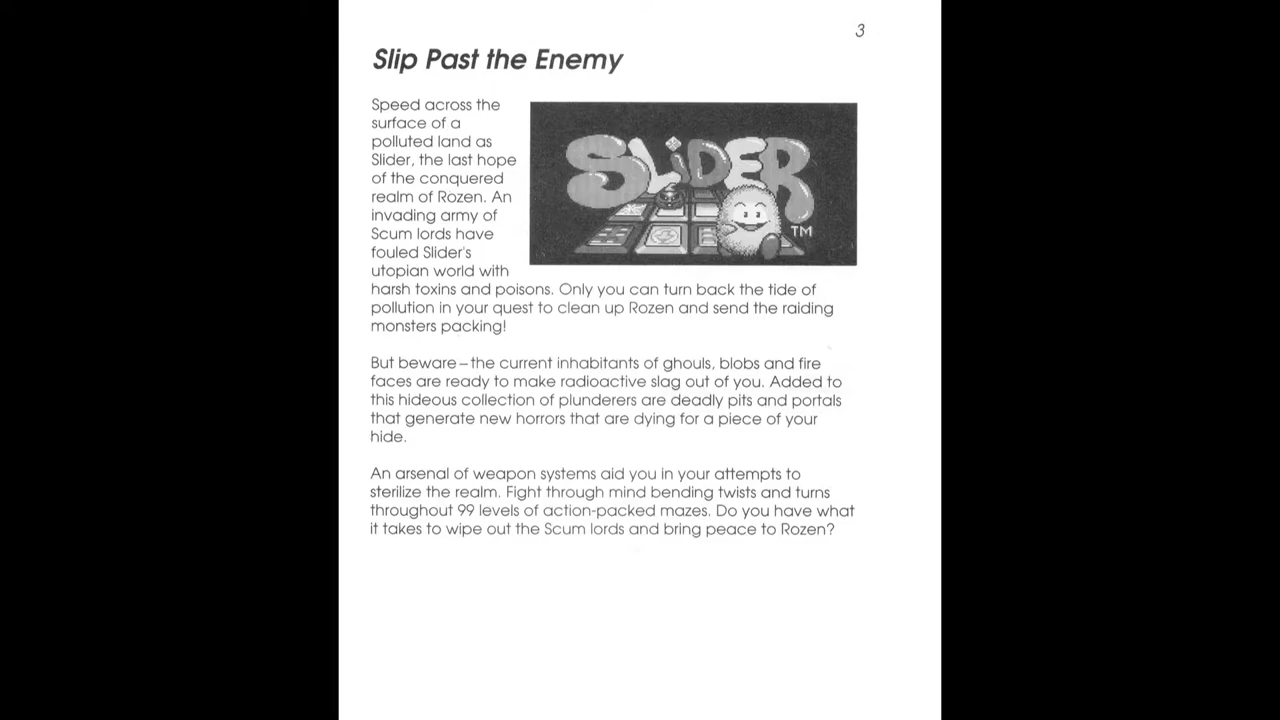 3
Slip Past the Enemy
Speed across the
surface of a
polluted land as
Slider, the last hope
of the conquered
realm of Rozen. An
invading army of
Scum lords have
fouled Slider's
utopian world with
harsh toxins and poisons. Only you can turn back the tide of
pollution in your quest to clean up Rozen and send the raiding
monsters packing!
SLiDER
TM
But beware–the current inhabitants of ghouls, blobs and fire
faces are ready to make radioactive slag out of you. Added to
this hideous collection of plunderers are deadly pits and portals
that generate new horrors that are dying for a piece of your
hide.
An arsenal of weapon systems aid you in your attempts to
sterilize the realm. Fight through mind bending twists and turns
throughout 99 levels of action-packed mazes. Do you have what
it takes to wipe out the Scum lords and bring peace to Rozen?